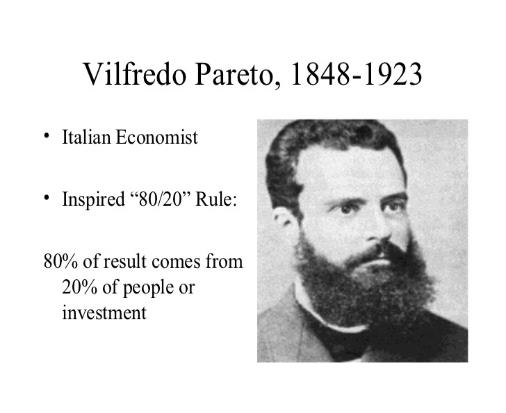 Vilfredo Pareto, 1848-1923
• Italian Economist
• Inspired “80/20” Rule:
80% of result comes from
20% of people or
investment